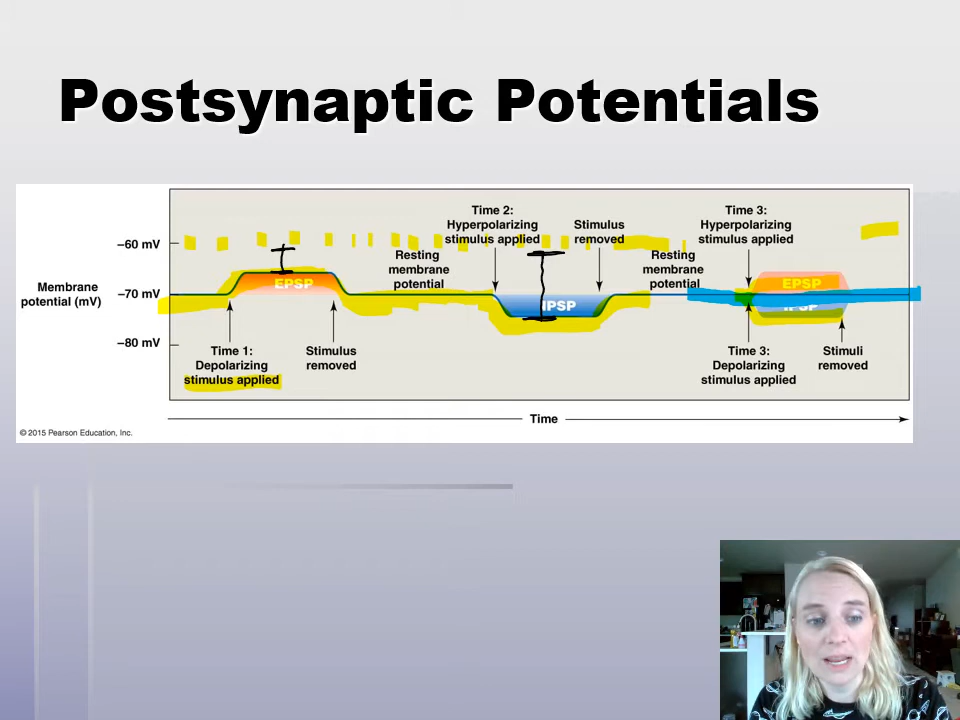 Postsynaptic Potentials
Time 2:
Hyperpolarizing
stimulus applied
Stimulus
removed
Time 3:
Hyperpolarizing
stimulus applied
–60 mV
Resting
membrane
potential
Resting
membrane
potential
Membrane
potential (mV)
–70 mV
EPSP
IPSP
EPSP
IPSP
–80 mV
Time 1:
Depolarizing
stimulus applied
Stimulus
removed
Time 3:
Depolarizing
stimulus applied
Stimuli
removed
Time
© 2015 Pearson Education, Inc.